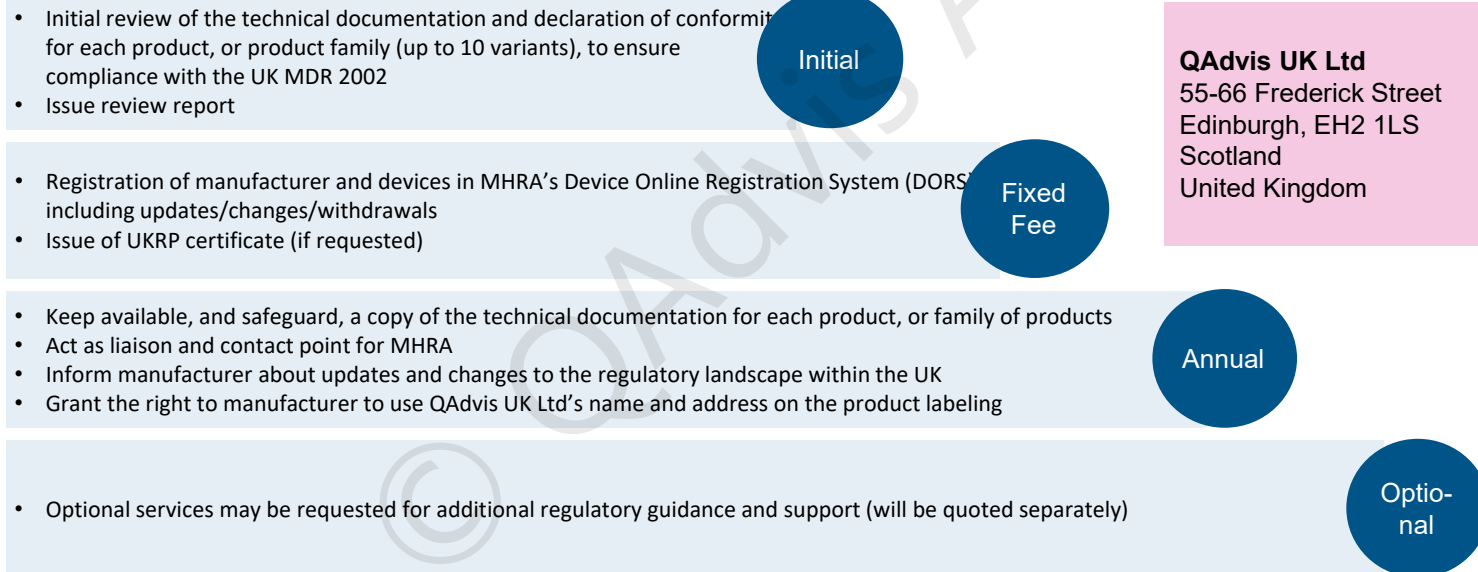 • Initial review of the technical documentation and declaration of conformit
for each product, or product family (up to 10 variants), to ensure
compliance with the UK MDR 2002
• Issue review report
Initial
QAdvis UK Ltd
55-66 Frederick Street
Edinburgh, EH2 1LS
Scotland
United Kingdom
• Registration of manufacturer and devices in MHRA's Device Online Registration System (DORS)
including updates/changes/withdrawals
• Issue of UKRP certificate (if requested)
Fixed
Fee
• Keep available, and safeguard, a copy of the technical documentation for each product, or family of products
• Act as liaison and contact point for MHRA
• Inform manufacturer about updates and changes to the regulatory landscape within the UK
• Grant the right to manufacturer to use QAdvis UK Ltd's name and address on the product labeling
Annual
• Optional services may be requested for additional regulatory guidance and support (will be quoted separately)
Optio-
nal
© QAdvis A